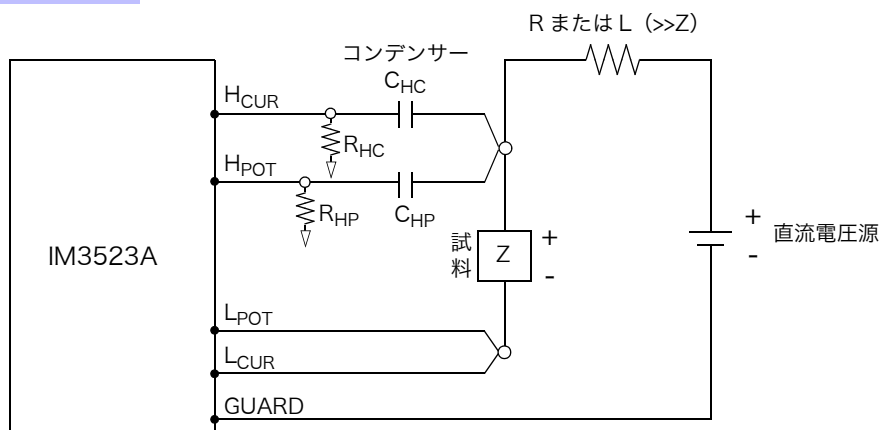 R または L（>>Z）
コンデンサー
CHC
HCUR
RHC
HPOT
RHP
CHP
IM3523A
試料
Z
+
-
+
-
直流電圧源
LPOT
LCUR
GUARD